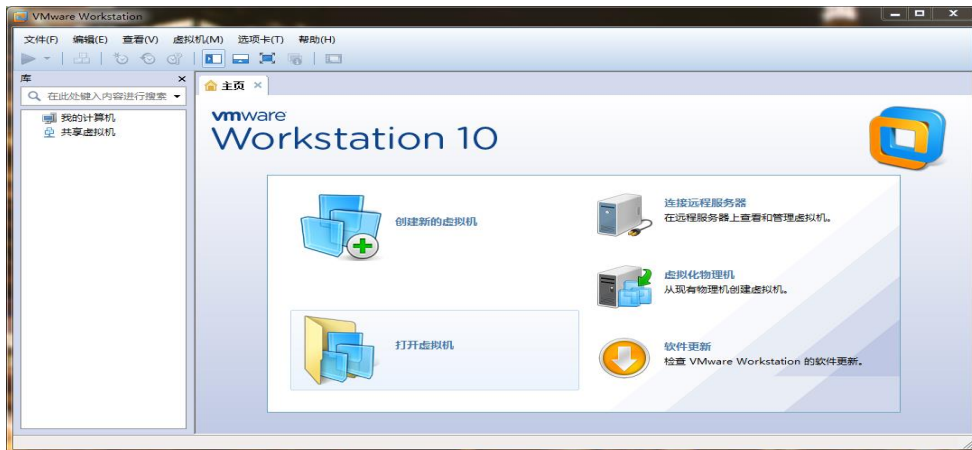 VMware Workstation
文件(F) 编辑(E) 查看(V) 虚拟机(M) 选项卡(T) 帮助(H)
库
在此处键入内容进行搜索
我的计算机
共享虚拟机
主页
vmware
Workstation 10
创建新的虚拟机
打开虚拟机
连接远程服务器
在远程服务器上查看和管理虚拟机。
虚拟化物理机
从现有物理机创建虚拟机。
软件更新
检查 VMware Workstation 的软件更新。